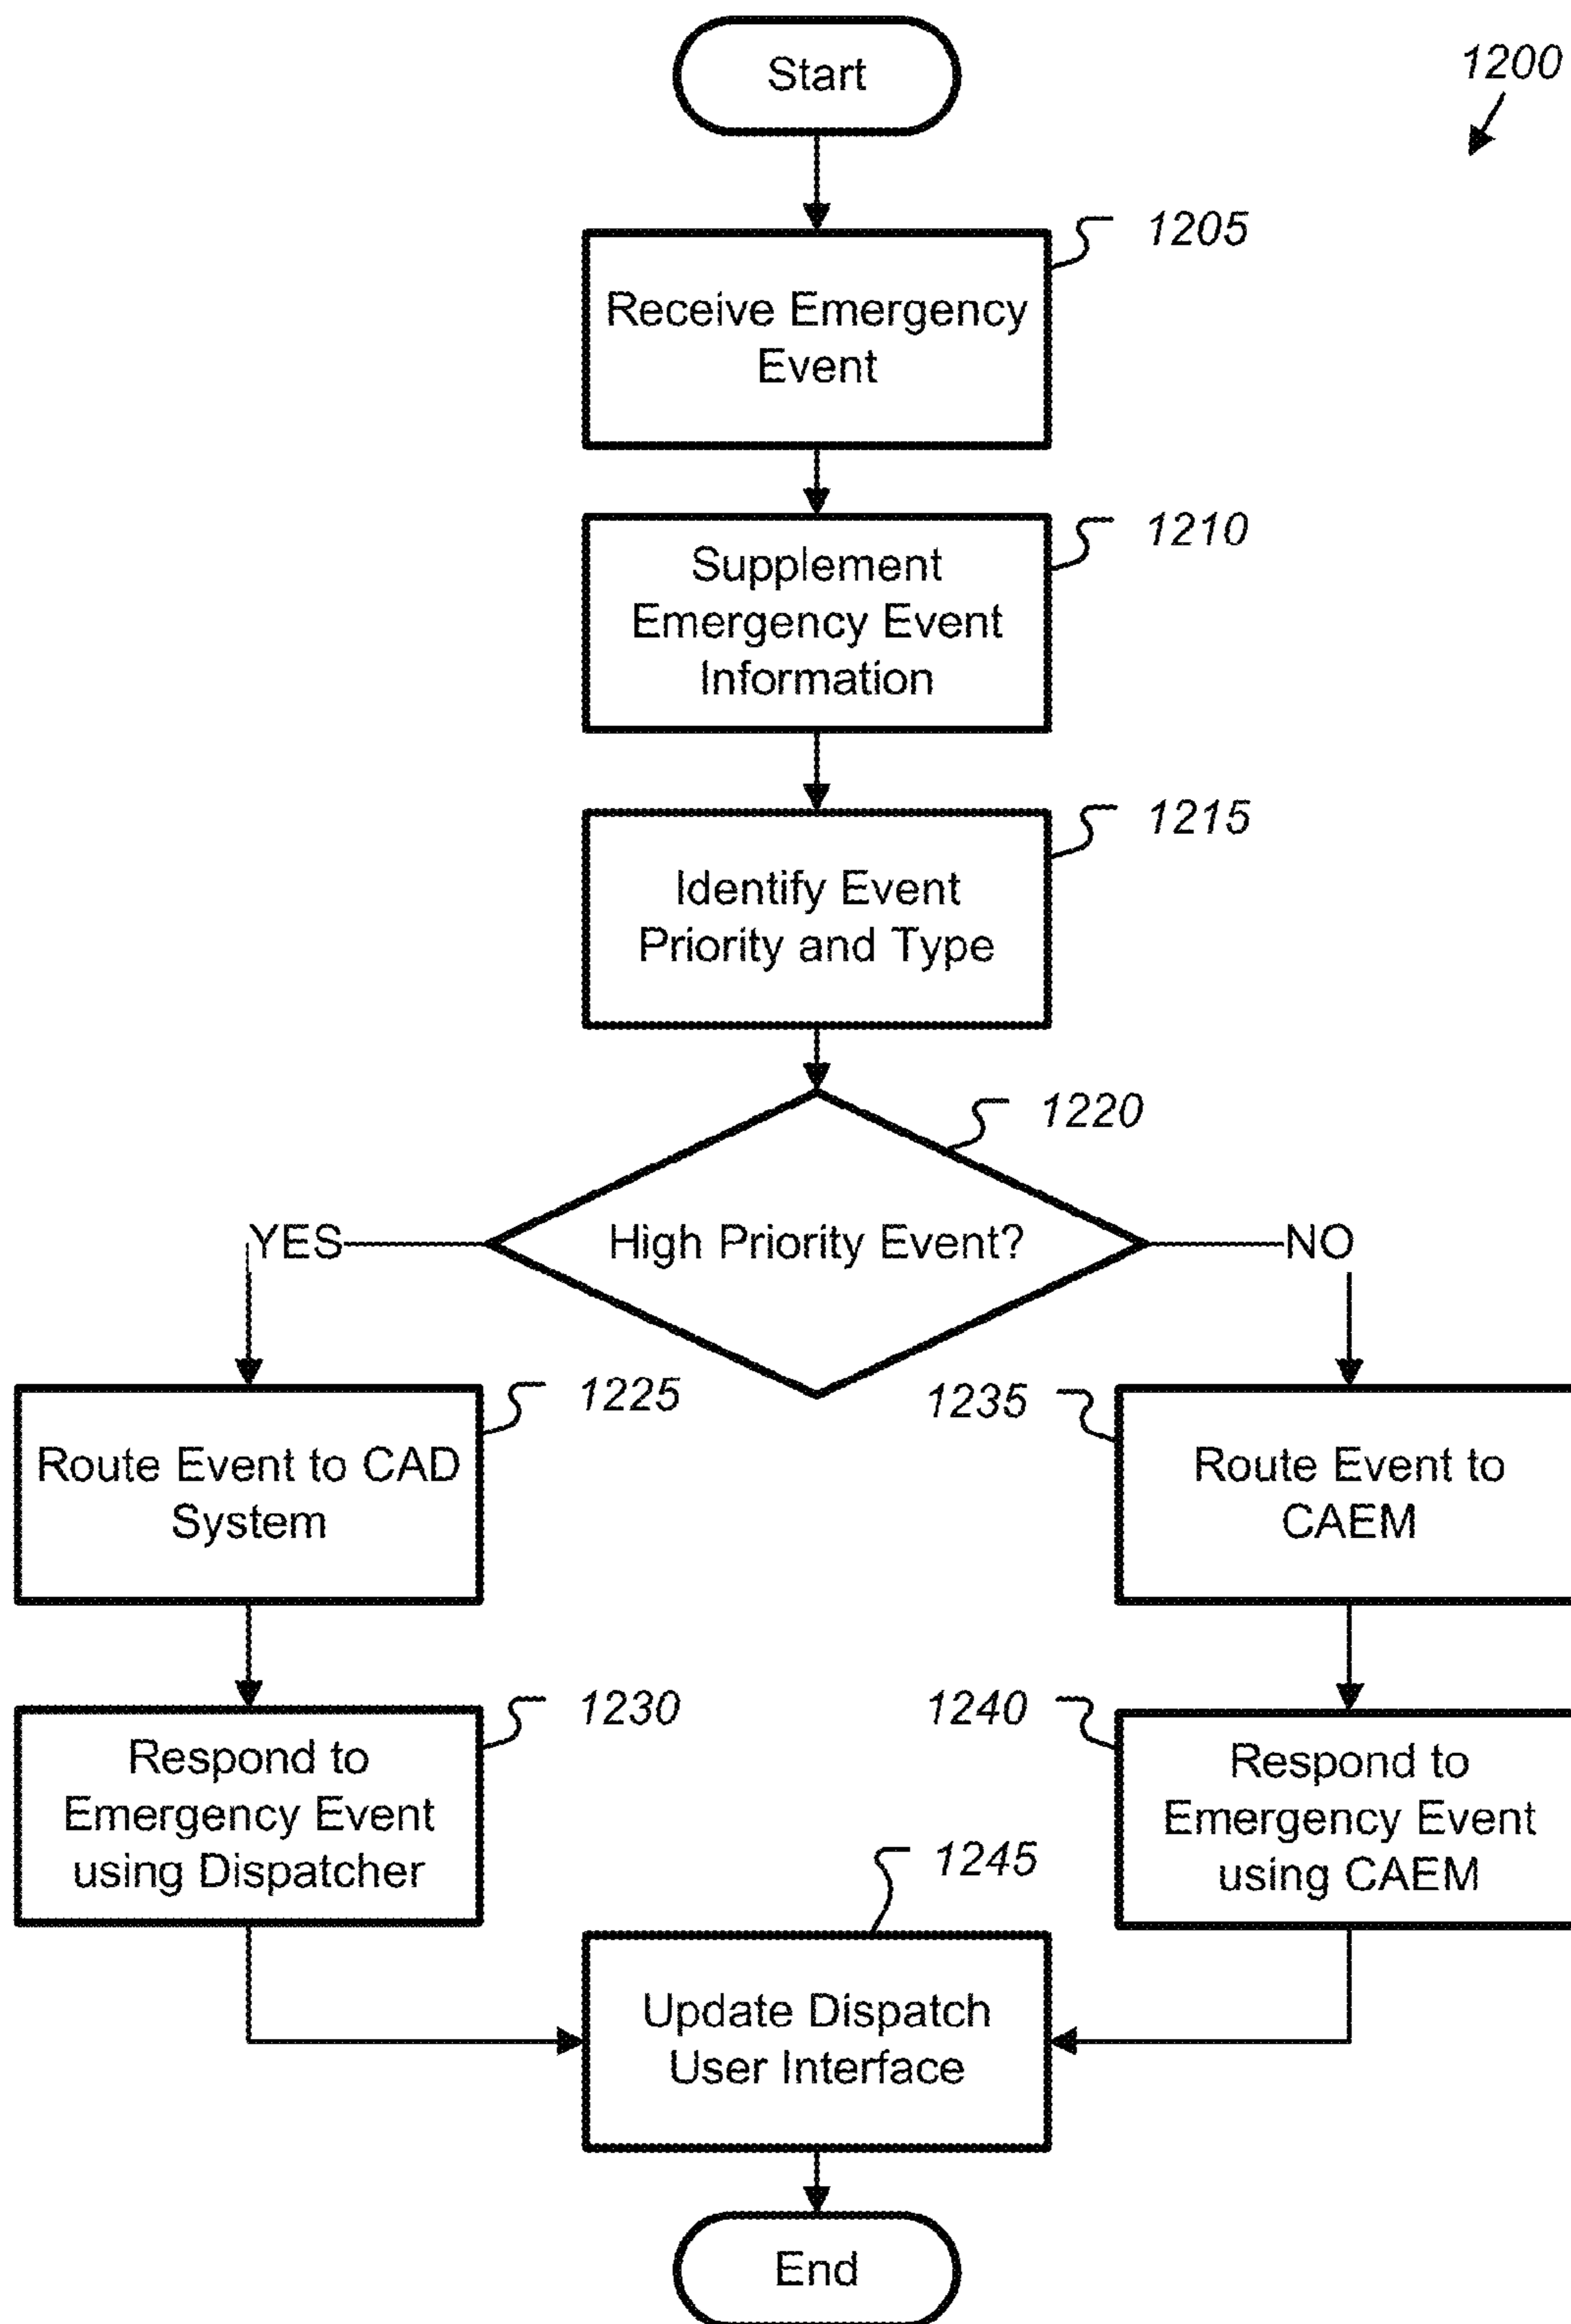 Start
1200
1205
Receive Emergency
Event
1210
Supplement
Emergency Event
Information
1215
Identify Event
Priority and Type
1220
High Priority Event?
YES
NO
1225
Route Event to CAD
System
1235
Route Event to
CAEM
1230
Respond to
Emergency Event
using Dispatcher
1240
Respond to
Emergency Event
using CAEM
1245
Update Dispatch
User Interface
End